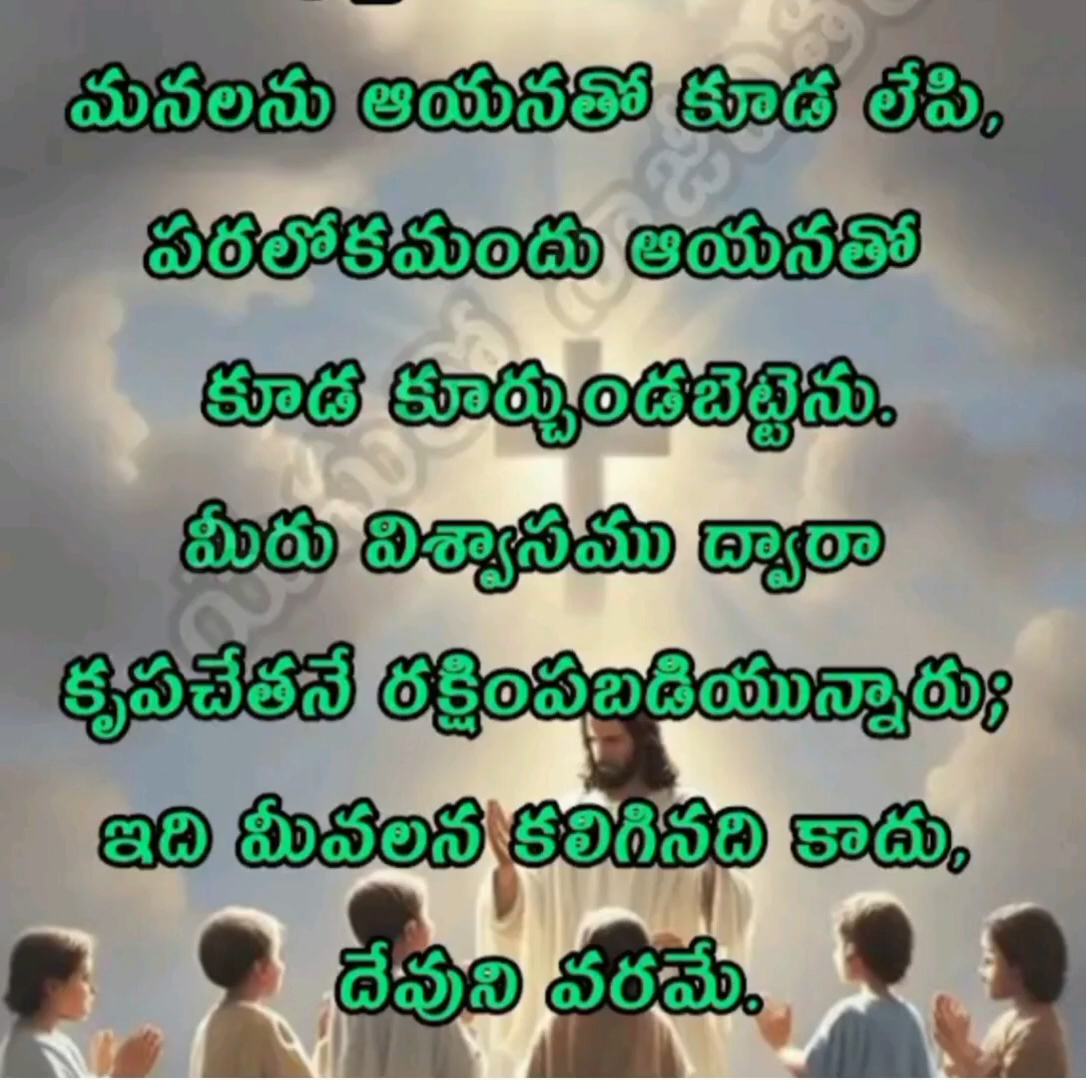 మనలను ఆయనతో కూడ లేపి,
పరలోకమందు ఆయనతో
కూడ కూర్చుండబెట్టెను.
మీరు విశ్వాసము ద్వారా
కృపచేతనే రక్షింపబడియున్నారు;
ఇది మీవలన కలిగినది కాదు,
దేవుని వరమే.